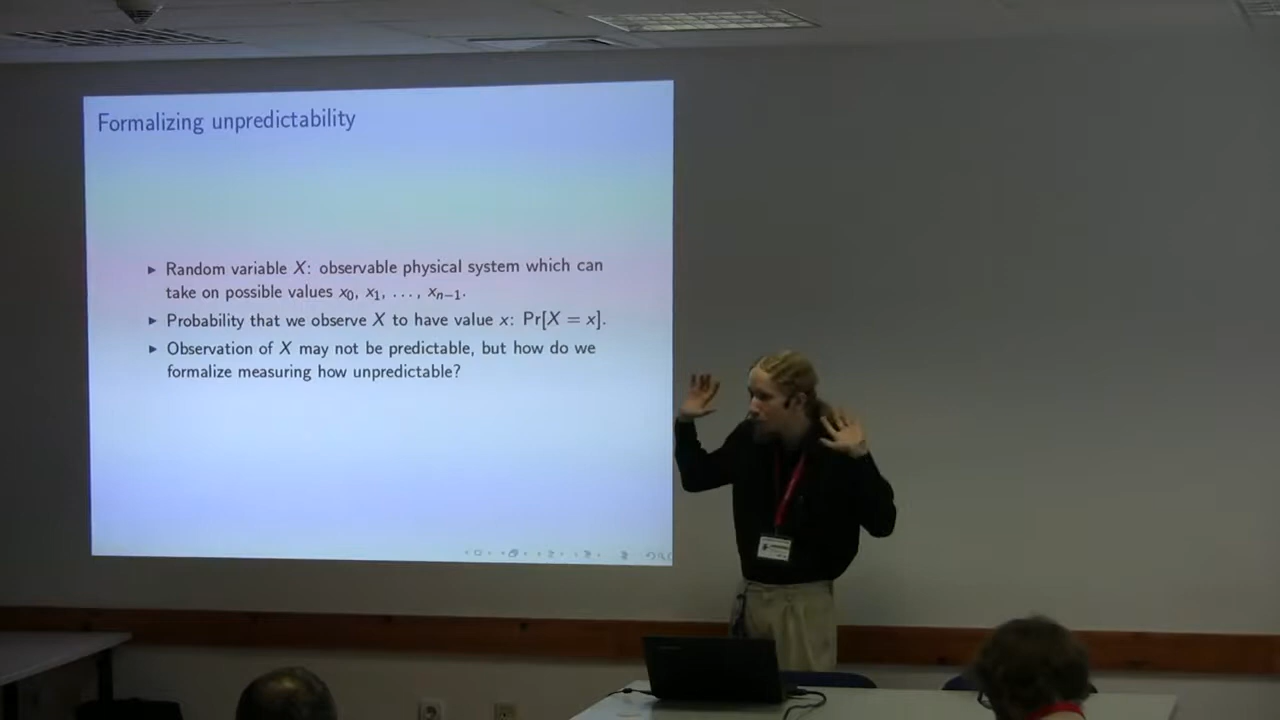 Formalizing unpredictability
▶ Random variable X: observable physical system which can
take on possible values x₀, x₁, ..., xₙ₋₁.
▶ Probability that we observe X to have value x: Pr[X = x].
▶ Observation of X may not be predictable, but how do we
formalize measuring how unpredictable?